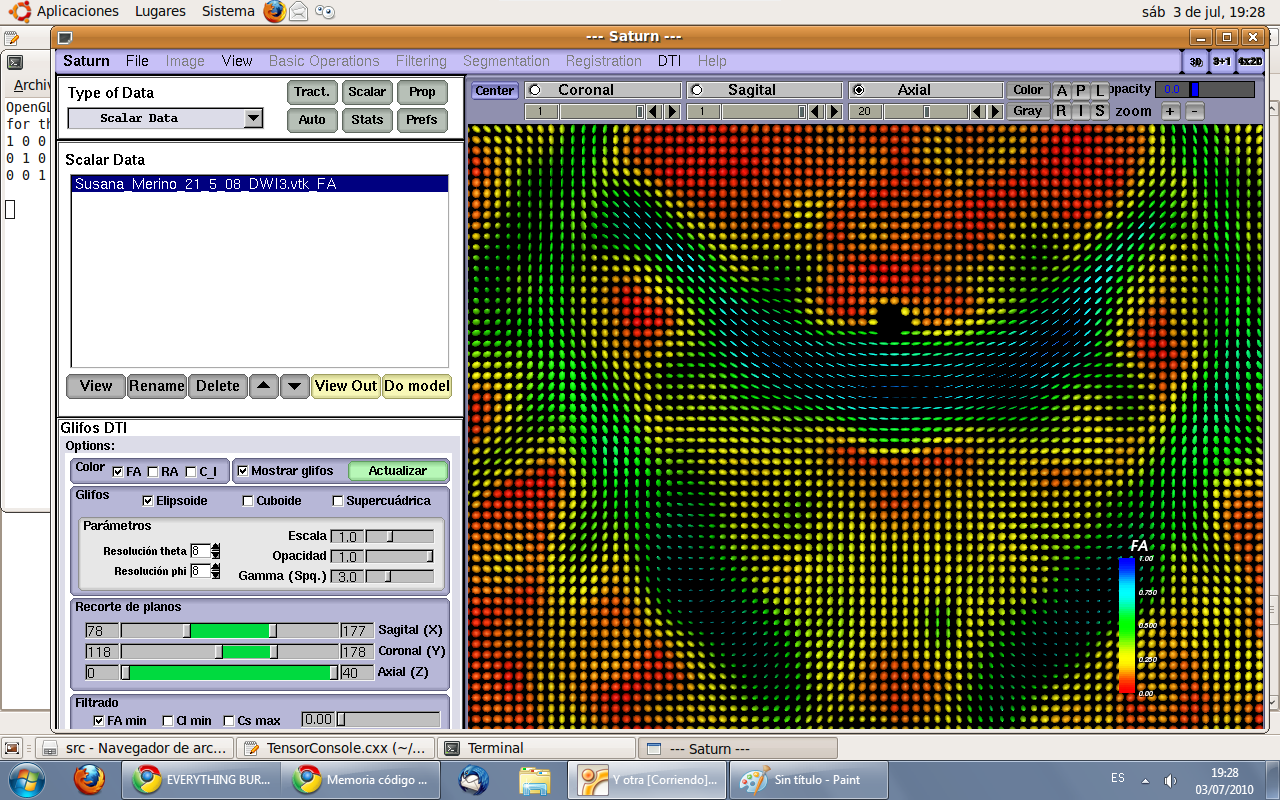 Aplicaciones Lugares Sistema sáb 3 de jul, 19:28
--- Saturn ---
Saturn File Image View Basic Operations Filtering Segmentation Registration DTI Help 3D 3+1 4x2D
Archiv
OpenGL
for th
1 0 0
0 1 0
0 0 1
Type of Data
Scalar Data
Tract. Scalar Prop
Auto Stats Prefs
Center Coronal Sagital Axial Color A P L opacity 0.0
1 1 20 Gray R I S zoom + -
Scalar Data
Susana_Merino_21_5_08_DWI3.vtk_FA
View Rename Delete View Out Do model
Glifos DTI
Options:
Color FA RA C_l Mostrar glifos Actualizar
Glifos Elipsoide Cuboide Supercuádrica
Parámetros
Escala 1.0
Resolución theta 8
Opacidad 1.0
Resolución phi 8
Gamma (Spq.) 3.0
Recorte de planos
78 177 Sagital (X)
118 178 Coronal (Y)
0 40 Axial (Z)
Filtrado
FA min Cl min Cs max 0.00
FA
1.00
0.750
0.500
0.250
0.00
src - Navegador de arc... TensorConsole.cxx (~/... Terminal --- Saturn ---
EVERYTHING BUR... Memoria código ... Y otra [Corriendo]... Sin título - Paint ES 19:28
03/07/2010